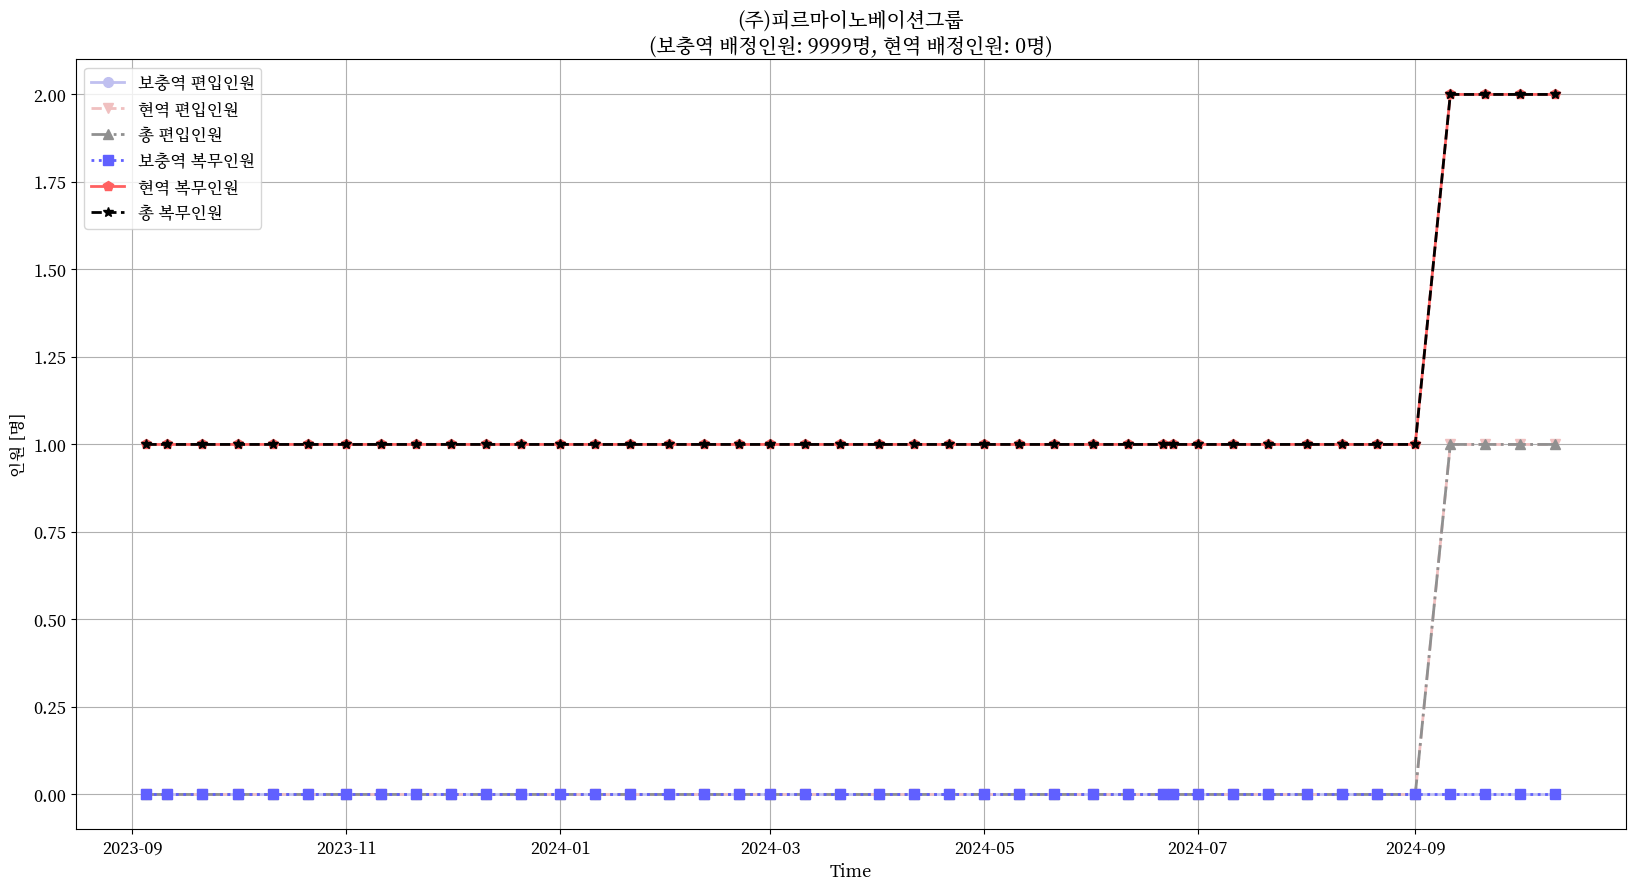 (주)피르마이노베이션그룹
(보충역 배정인원: 9999명, 현역 배정인원: 0명)
보충역 편입인원
현역 편입인원
총 편입인원
보충역 복무인원
현역 복무인원
총 복무인원
2.00
1.75
1.50
1.25
1.00
0.75
0.50
0.25
0.00
인원 [명]
2023-09 2023-11 2024-01 2024-03 2024-05 2024-07 2024-09
Time